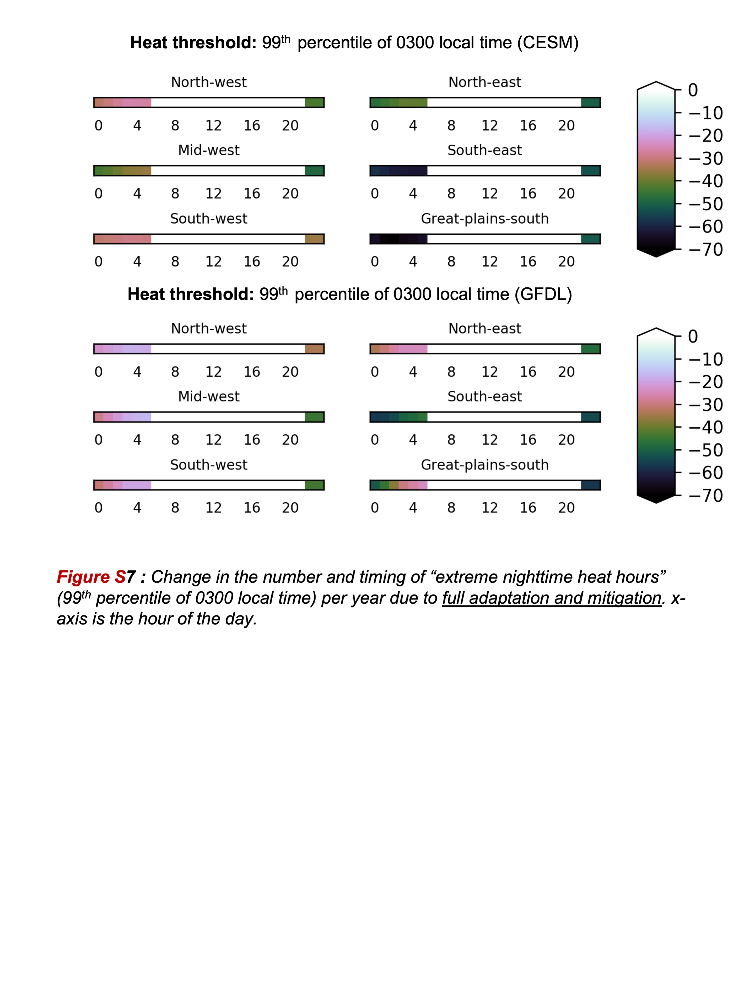 Heat threshold: 99th percentile of 0300 local time (CESM)
North-west
0 4 8 12 16 20
North-east
0 4 8 12 16 20
Mid-west
0 4 8 12 16 20
South-east
0 4 8 12 16 20
South-west
0 4 8 12 16 20
Great-plains-south
0 4 8 12 16 20
0
−10
−20
−30
−40
−50
−60
−70
Heat threshold: 99th percentile of 0300 local time (GFDL)
North-west
0 4 8 12 16 20
North-east
0 4 8 12 16 20
Mid-west
0 4 8 12 16 20
South-east
0 4 8 12 16 20
South-west
0 4 8 12 16 20
Great-plains-south
0 4 8 12 16 20
0
−10
−20
−30
−40
−50
−60
−70
Figure S7 : Change in the number and timing of “extreme nighttime heat hours”
(99th percentile of 0300 local time) per year due to full adaptation and mitigation. x-
axis is the hour of the day.